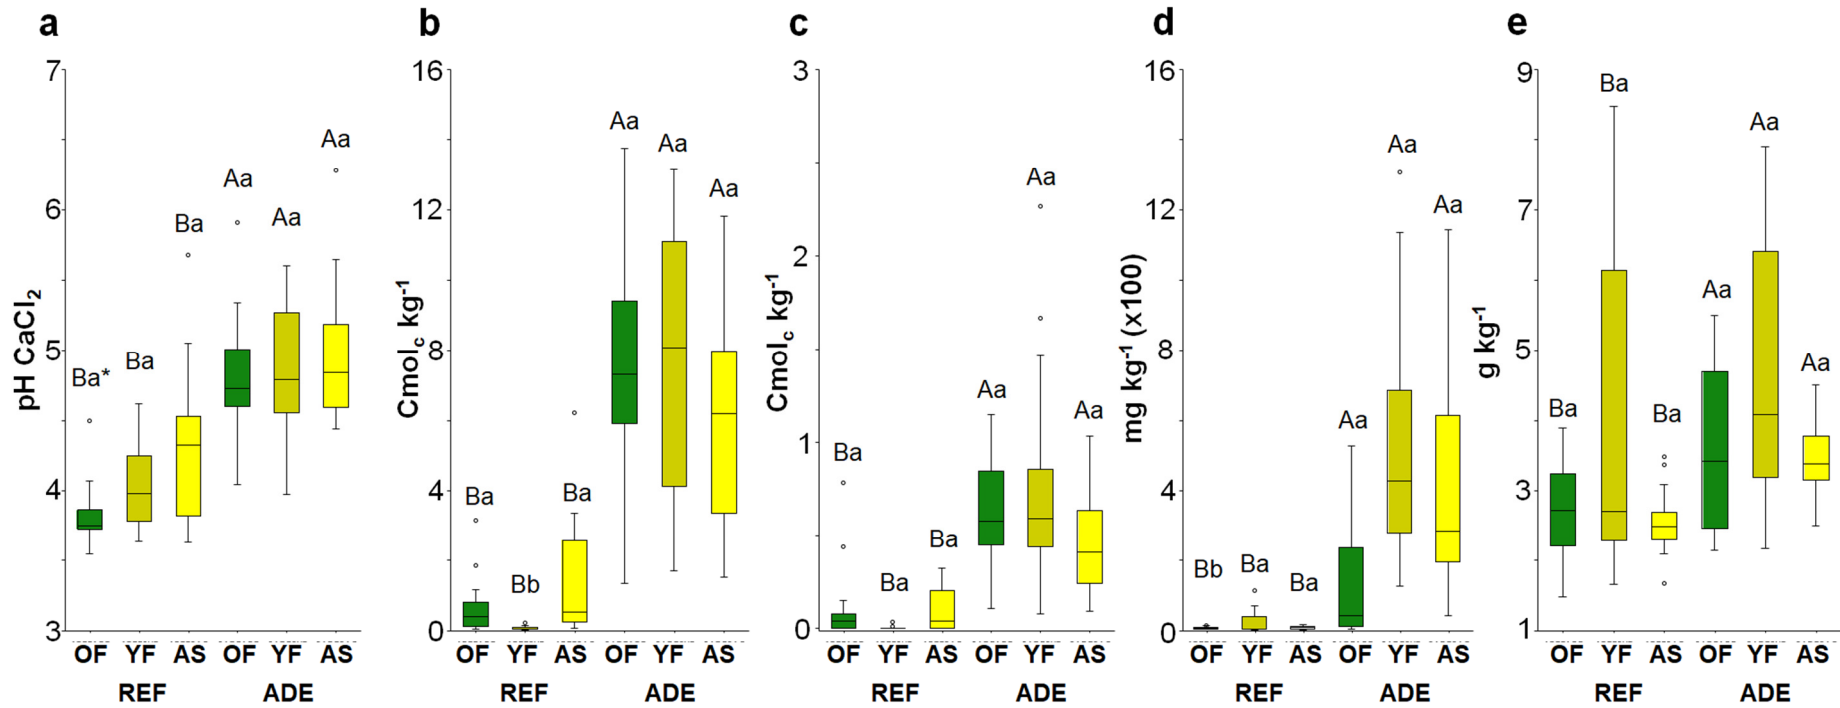 a b c d e
7 16 3 16 9
6 12 2 12 7
5 8 8 5
4 4 1 4 3
3 0 0 0 1
pH CaCl2
Ba* Ba Ba Aa Aa Aa
Cmolc kg-1
Ba Bb Ba Aa Aa Aa
Cmolc kg-1
Ba Ba Ba Aa Aa Aa
mg kg-1 (x100)
Bb Ba Ba Aa Aa Aa
g kg-1
Ba Ba Ba Aa Aa Aa
OF YF AS OF YF AS OF YF AS OF YF AS OF YF AS OF YF AS OF YF AS OF YF AS OF YF AS OF YF AS
REF ADE REF ADE REF ADE REF ADE REF ADE